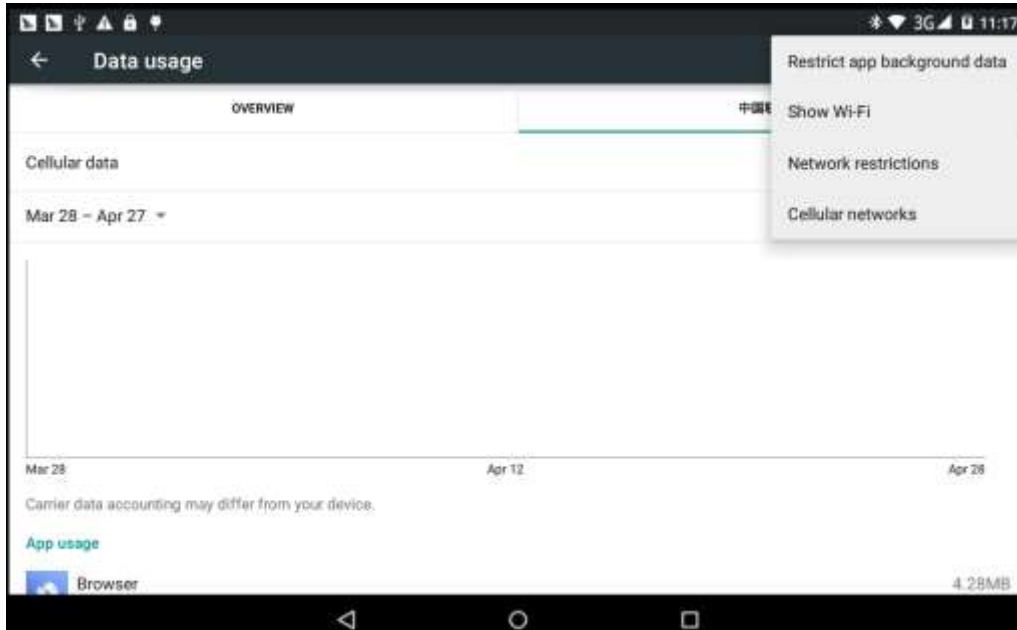 3G 11:17
Data usage
Restrict app background data
OVERVIEW
中国
Show Wi-Fi
Cellular data
Network restrictions
Mar 28 – Apr 27
Cellular networks
Mar 28
Apr 12
Apr 28
Carrier data accounting may differ from your device.
App usage
Browser
4.28MB